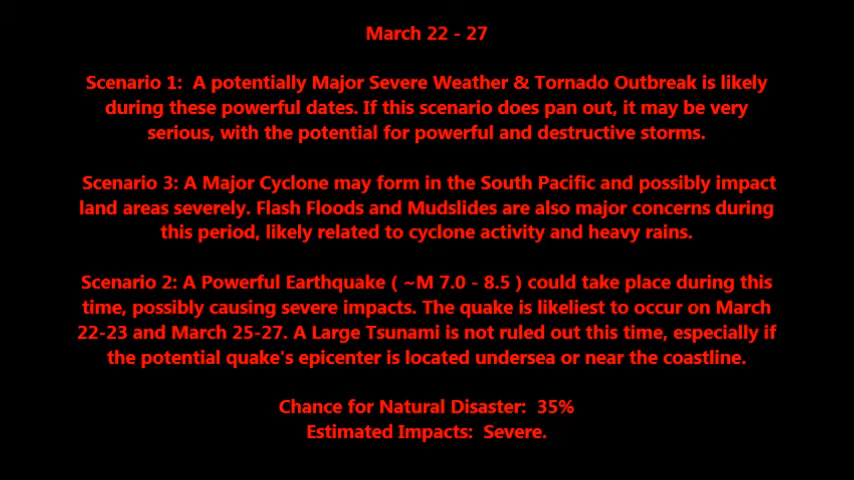 March 22 - 27
Scenario 1:  A potentially Major Severe Weather & Tornado Outbreak is likely
during these powerful dates. If this scenario does pan out, it may be very
serious, with the potential for powerful and destructive storms.
Scenario 3: A Major Cyclone may form in the South Pacific and possibly impact
land areas severely. Flash Floods and Mudslides are also major concerns during
this period, likely related to cyclone activity and heavy rains.
Scenario 2: A Powerful Earthquake ( ~M 7.0 - 8.5 ) could take place during this
time, possibly causing severe impacts. The quake is likeliest to occur on March
22-23 and March 25-27. A Large Tsunami is not ruled out this time, especially if
the potential quake's epicenter is located undersea or near the coastline.
Chance for Natural Disaster:  35%
Estimated Impacts:  Severe.